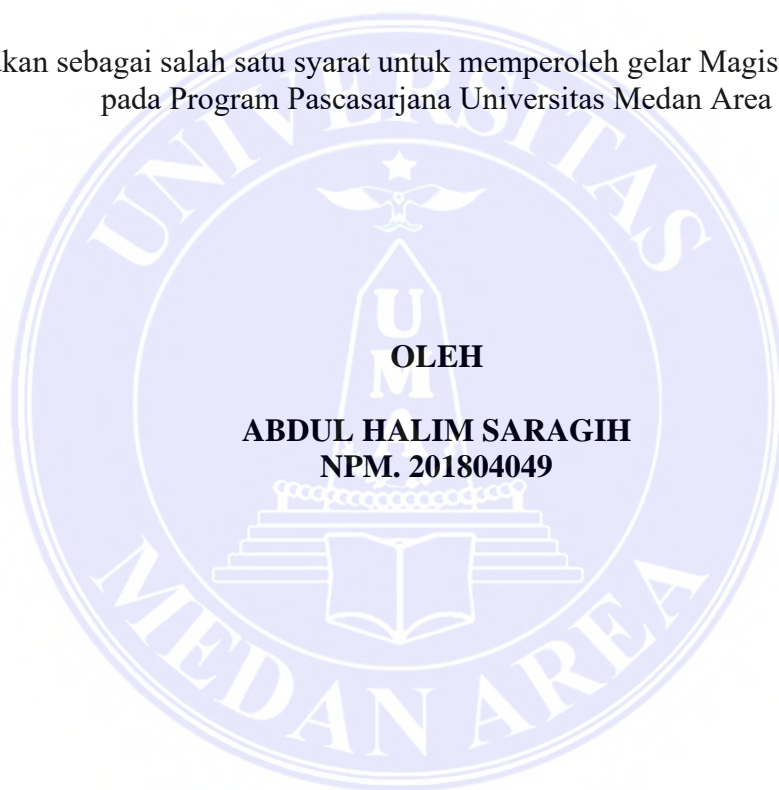 kan sebagai salah satu syarat untuk memperoleh gelar Magis
pada Program Pascasarjana Universitas Medan Area
UNIVERSITAS
UMA
OLEH
ABDUL HALIM SARAGIH
NPM. 201804049
MEDAN AREA